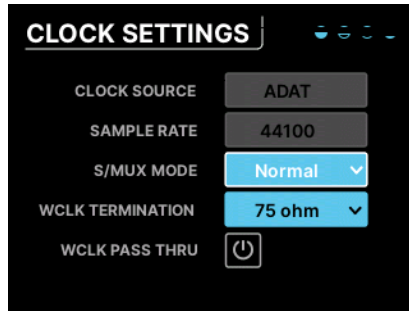 CLOCK SETTINGS
CLOCK SOURCE ADAT
SAMPLE RATE 44100
S/MUX MODE Normal
WCLK TERMINATION 75 ohm
WCLK PASS THRU